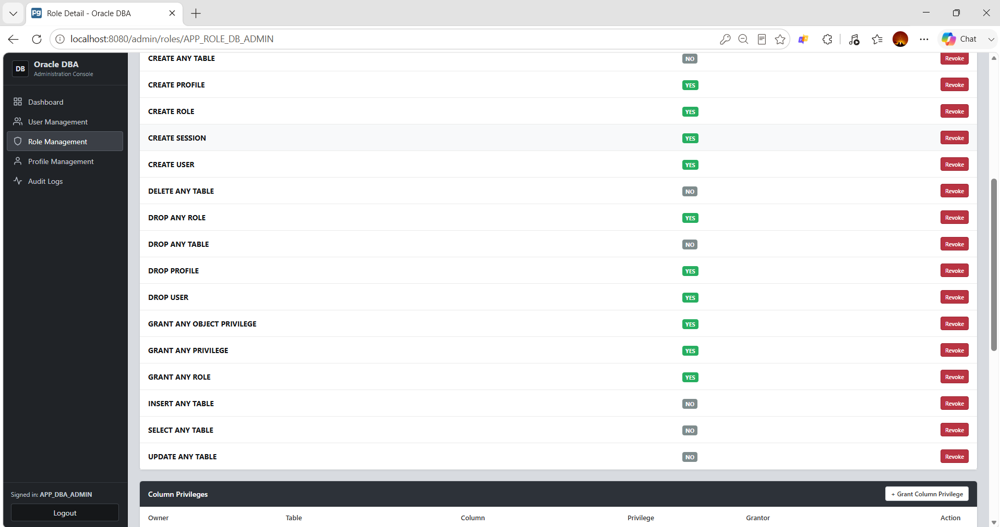 pg Role Detail - Oracle DBA
localhost:8080/admin/roles/APP_ROLE_DB_ADMIN
Chat
DB
Oracle DBA
Administration Console
Dashboard
User Management
Role Management
Profile Management
Audit Logs
Signed in: APP_DBA_ADMIN
Logout
CREATE ANY TABLE NO Revoke
CREATE PROFILE YES Revoke
CREATE ROLE YES Revoke
CREATE SESSION YES Revoke
CREATE USER YES Revoke
DELETE ANY TABLE NO Revoke
DROP ANY ROLE YES Revoke
DROP ANY TABLE NO Revoke
DROP PROFILE YES Revoke
DROP USER YES Revoke
GRANT ANY OBJECT PRIVILEGE YES Revoke
GRANT ANY PRIVILEGE YES Revoke
GRANT ANY ROLE YES Revoke
INSERT ANY TABLE NO Revoke
SELECT ANY TABLE NO Revoke
UPDATE ANY TABLE NO Revoke
Column Privileges + Grant Column Privilege
Owner Table Column Privilege Grantor Action